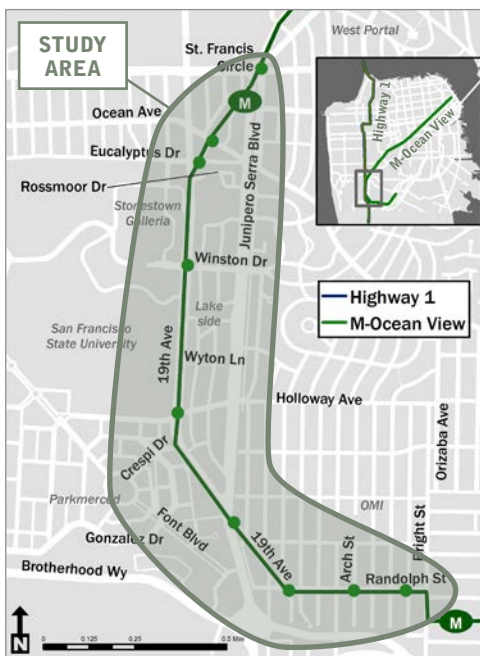 STUDY
AREA
West Portal
St. Francis
Circle
Ocean Ave
M
Eucalyptus Dr
Rossmoor Dr
Junipero Serra Blvd
Stonestown
Galleria
Highway 1
M-Ocean View
Winston Dr
Highway 1
M-Ocean View
Lake
side
San Francisco
State University
19th Ave
Wyton Ln
Holloway Ave
Orizaba Ave
Crespi Dr
Parkmerced
OMI
Font Blvd
Gonzalez Dr
19th Ave
Arch St
Bright St
Brotherhood Wy
Randolph St
M
N
0 0.125 0.25 0.5 Mile